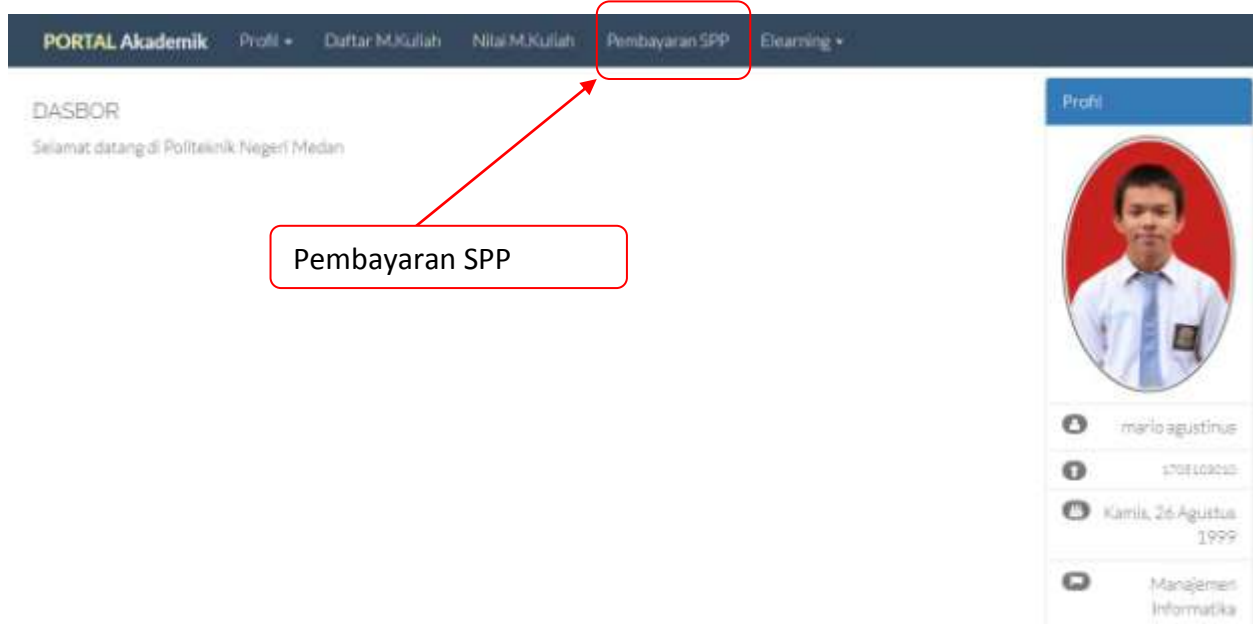 PORTAL Akademik Profil Daftar M.Kuliah Nilai M.Kuliah Pembayaran SPP Elearning
DASBOR
Selamat datang di Politeknik Negeri Medan
Pembayaran SPP
Profil
mario agustinus
Kamis, 26 Agustus
1999
Manajemen
Informatika